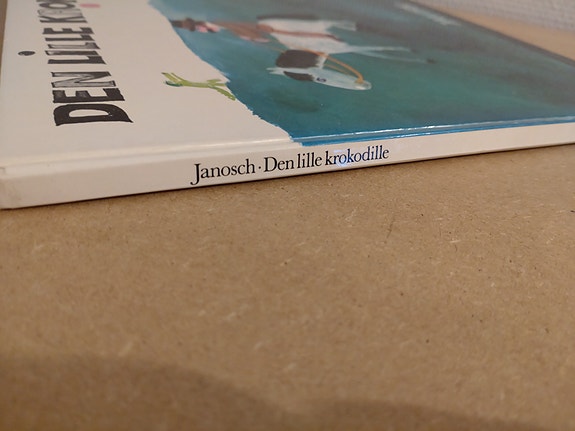 DEN LILLE KRO
Janosch · Den lille krokodille